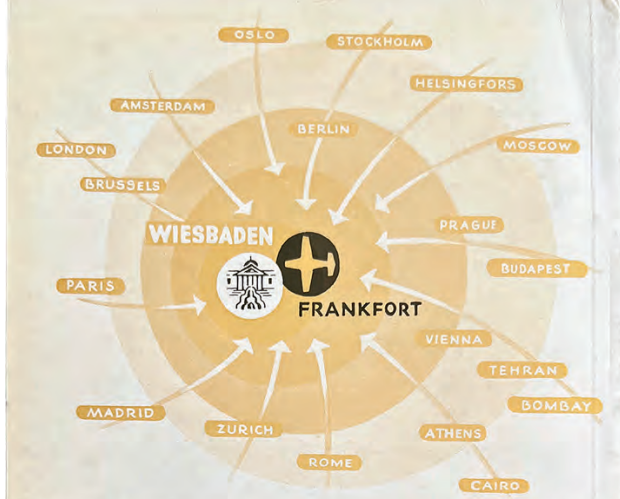 OSLO
STOCKHOLM
HELSINGFORS
AMSTERDAM
BERLIN
MOSCOW
LONDON
BRUSSELS
PRAGUE
WIESBADEN
BUDAPEST
PARIS
FRANKFORT
VIENNA
TEHRAN
BOMBAY
MADRID
ZURICH
ATHENS
ROME
CAIRO